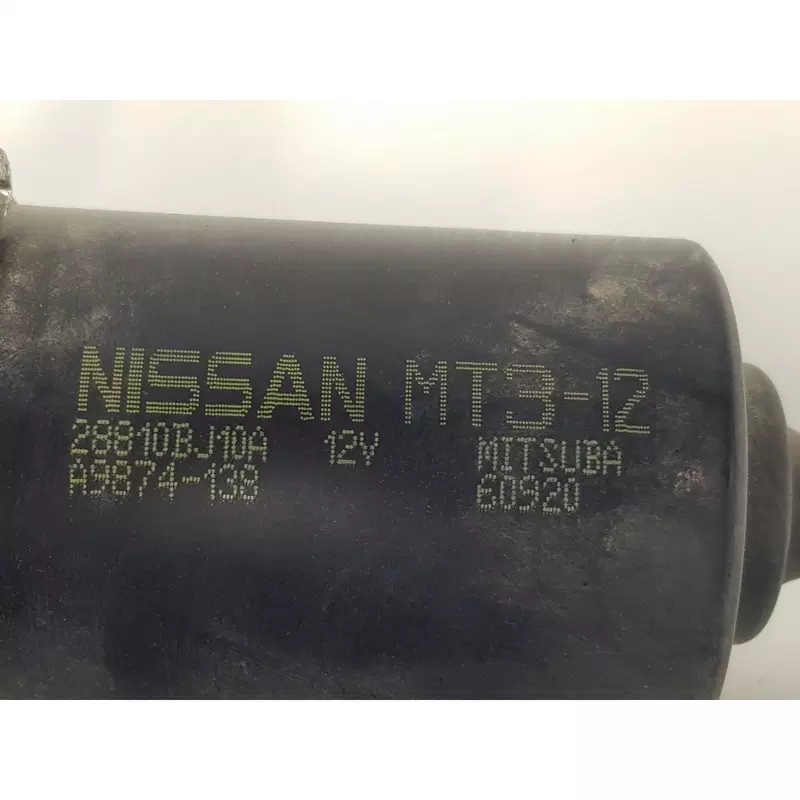 NISSAN MT3-12
28810BJ10A 12V MITSUBA
A9874-138 60920